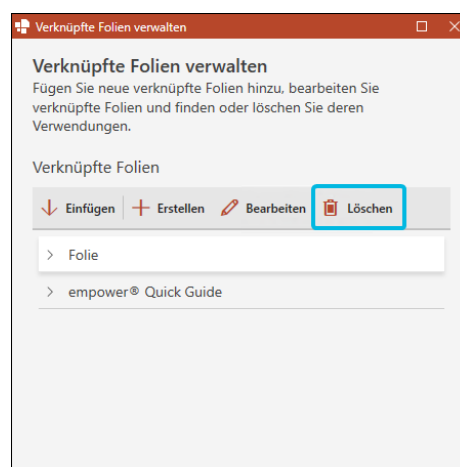 Verknüpfte Folien verwalten
Verknüpfte Folien verwalten
Fügen Sie neue verknüpfte Folien hinzu, bearbeiten Sie
verknüpfte Folien und finden oder löschen Sie deren
Verwendungen.
Verknüpfte Folien
Einfügen Erstellen Bearbeiten Löschen
Folie
empower® Quick Guide